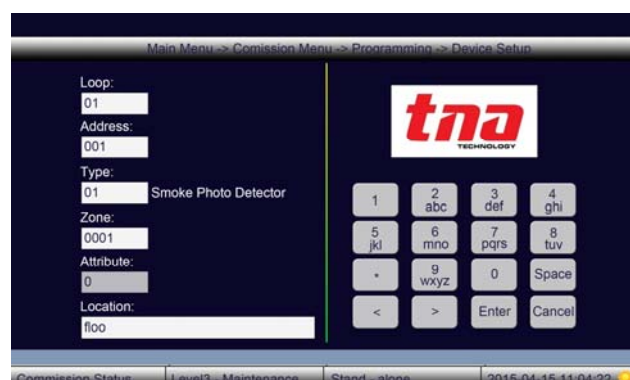 Main Menu -> Comission Menu -> Programming -> Device Setup
Loop:
01
Address:
001
Type:
01 Smoke Photo Detector
Zone:
0001
Attribute:
0
Location:
floo
tna
TECHNOLOGY
1 2 3 4
abc def ghi
5 6 7 8
jkl mno pqrs tuv
* 9 0 Space
wxyz
< > Enter Cancel
Commission Status Level3 - Maintenance Stand - alone 2015-04-15 11:04:22